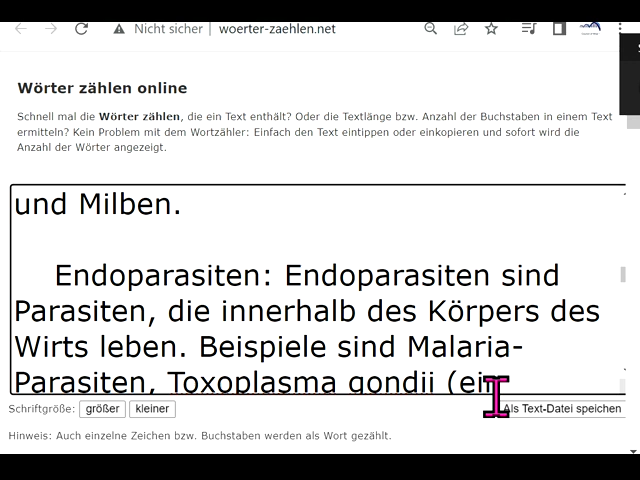 Nicht sicher | woerter-zaehlen.net
Wörter zählen online
Schnell mal die Wörter zählen, die ein Text enthält? Oder die Textlänge bzw. Anzahl der Buchstaben in einem Text
ermitteln? Kein Problem mit dem Wortzähler: Einfach den Text eintippen oder einkopieren und sofort wird die
Anzahl der Wörter angezeigt.
und Milben.
Endoparasiten: Endoparasiten sind
Parasiten, die innerhalb des Körpers des
Wirts leben. Beispiele sind Malaria-
Parasiten, Toxoplasma gondii (ein
Schriftgröße: größer kleiner Als Text-Datei speichen
Hinweis: Auch einzelne Zeichen bzw. Buchstaben werden als Wort gezählt.